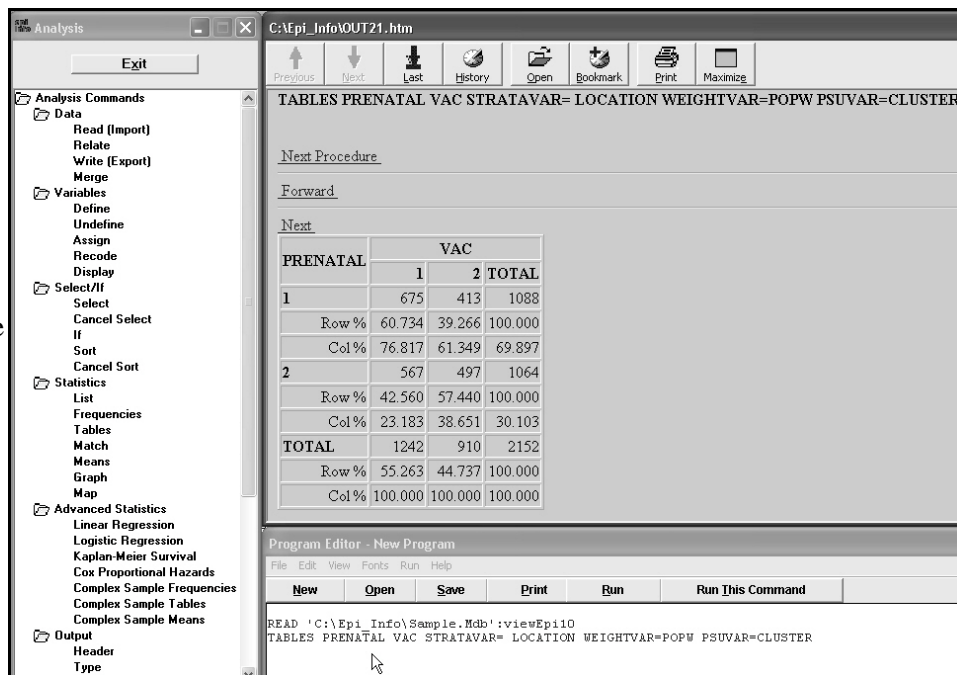 Analysis
Exit
Analysis Commands
Data
Read (Import)
Relate
Write (Export)
Merge
Variables
Define
Undefine
Assign
Recode
Display
Select/If
Select
Cancel Select
If
Sort
Cancel Sort
Statistics
List
Frequencies
Tables
Match
Means
Graph
Map
Advanced Statistics
Linear Regression
Logistic Regression
Kaplan-Meier Survival
Cox Proportional Hazards
Complex Sample Frequencies
Complex Sample Tables
Complex Sample Means
Output
Header
Type
C:\Epi_Info\OUT21.htm
Previous Next Last History Open Bookmark Print Maximize
TABLES PRENATAL VAC STRATAVAR= LOCATION WEIGHTVAR=POPW PSUVAR=CLUSTER
Next Procedure
Forward
Next
PRENATAL VAC
1 2 TOTAL
1 675 413 1088
Row % 60.734 39.266 100.000
Col % 76.817 61.349 69.897
2 567 497 1064
Row % 42.560 57.440 100.000
Col % 23.183 38.651 30.103
TOTAL 1242 910 2152
Row % 55.263 44.737 100.000
Col % 100.000 100.000 100.000
Program Editor - New Program
File Edit View Fonts Run Help
New Open Save Print Run Run This Command
READ 'C:\Epi_Info\Sample.Mdb':viewEpi10
TABLES PRENATAL VAC STRATAVAR= LOCATION WEIGHTVAR=POPW PSUVAR=CLUSTER